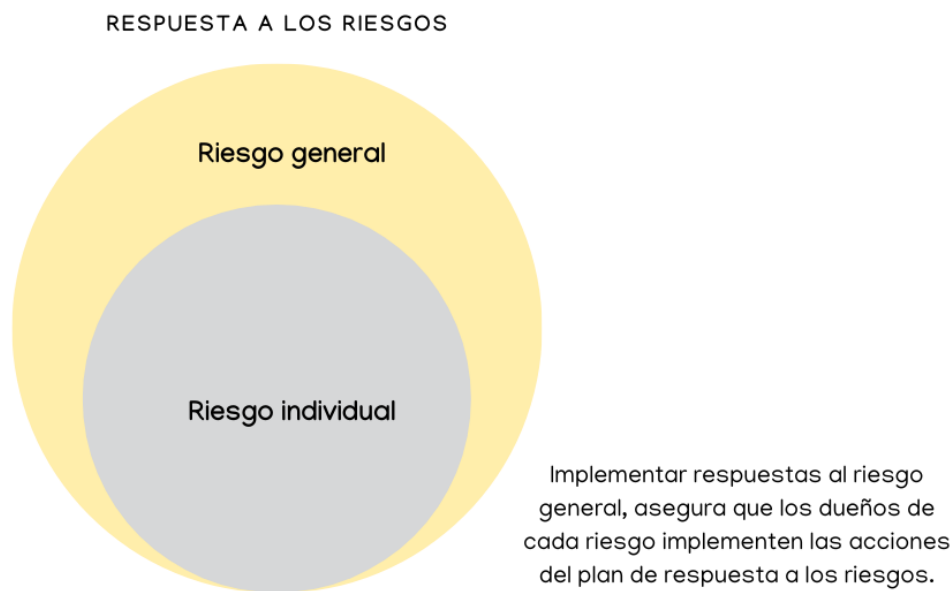 RESPUESTA A LOS RIESGOS
Riesgo general
Riesgo individual
Implementar respuestas al riesgo
general, asegura que los dueños de
cada riesgo implementen las acciones
del plan de respuesta a los riesgos.